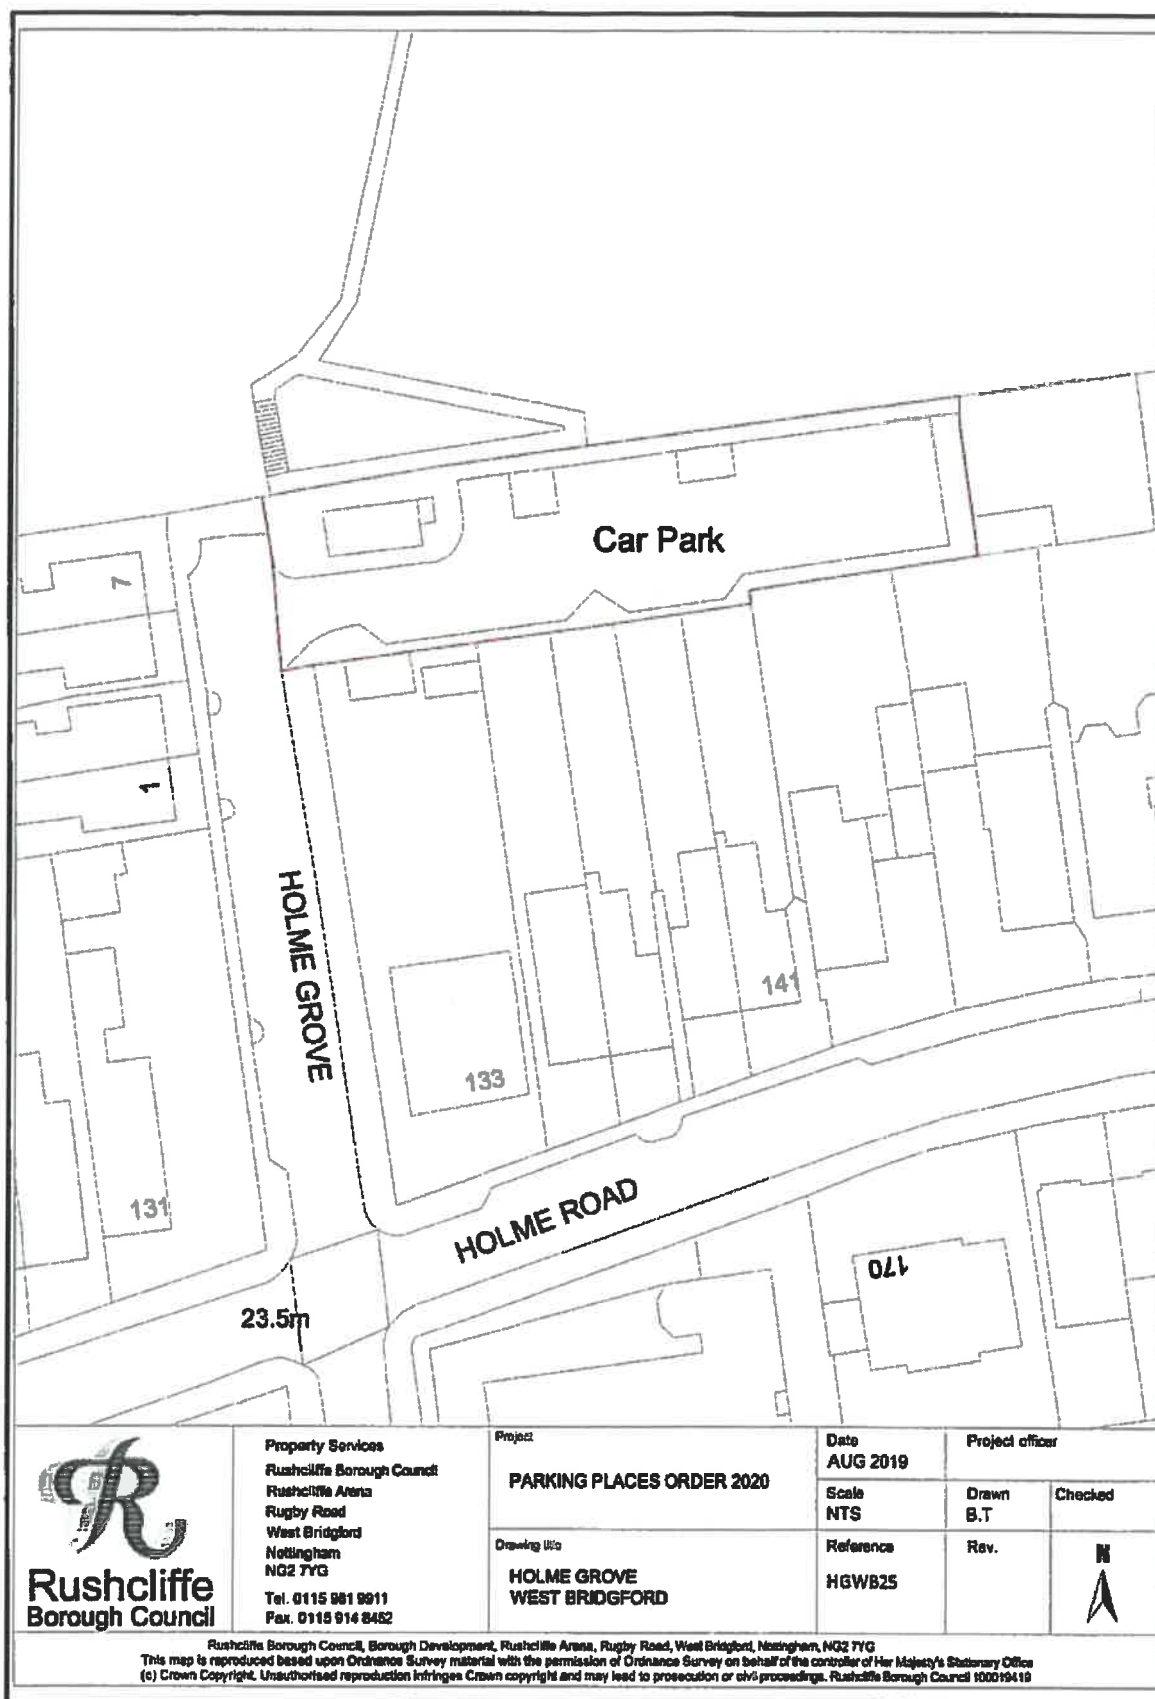 Car Park
7
1
HOLME GROVE
141
133
131
HOLME ROAD
170
23.5m
R
Rushcliffe
Borough Council
Property Services
Rushcliffe Borough Council
Rushcliffe Arena
Rugby Road
West Bridgford
Nottingham
NG2 7YG
Tel. 0115 981 9911
Fax. 0115 914 8452
Project
PARKING PLACES ORDER 2020
Drawing title
HOLME GROVE
WEST BRIDGFORD
Date
AUG 2019
Project officer
Scale
NTS
Drawn
B.T
Checked
Reference
HGWB25
Rev.
N
Rushcliffe Borough Council, Borough Development, Rushcliffe Arena, Rugby Road, West Bridgford, Nottingham, NG2 7YG
This map is reproduced based upon Ordnance Survey material with the permission of Ordnance Survey on behalf of the controller of Her Majesty's Stationary Office
(c) Crown Copyright. Unauthorised reproduction infringes Crown copyright and may lead to prosecution or civil proceedings. Rushcliffe Borough Council 100019419